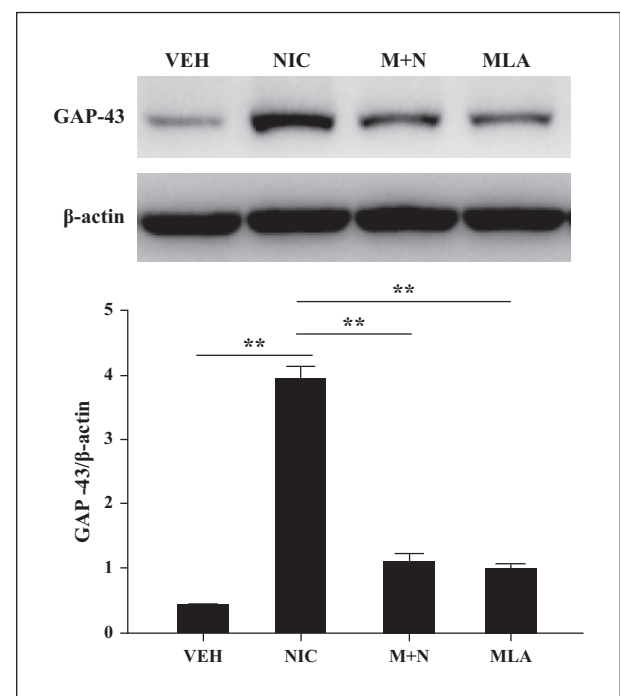 VEH NIC M+N MLA
GAP-43
β-actin
**
**
**
5
4
3
2
1
0
GAP -43/β-actin
VEH NIC M+N MLA